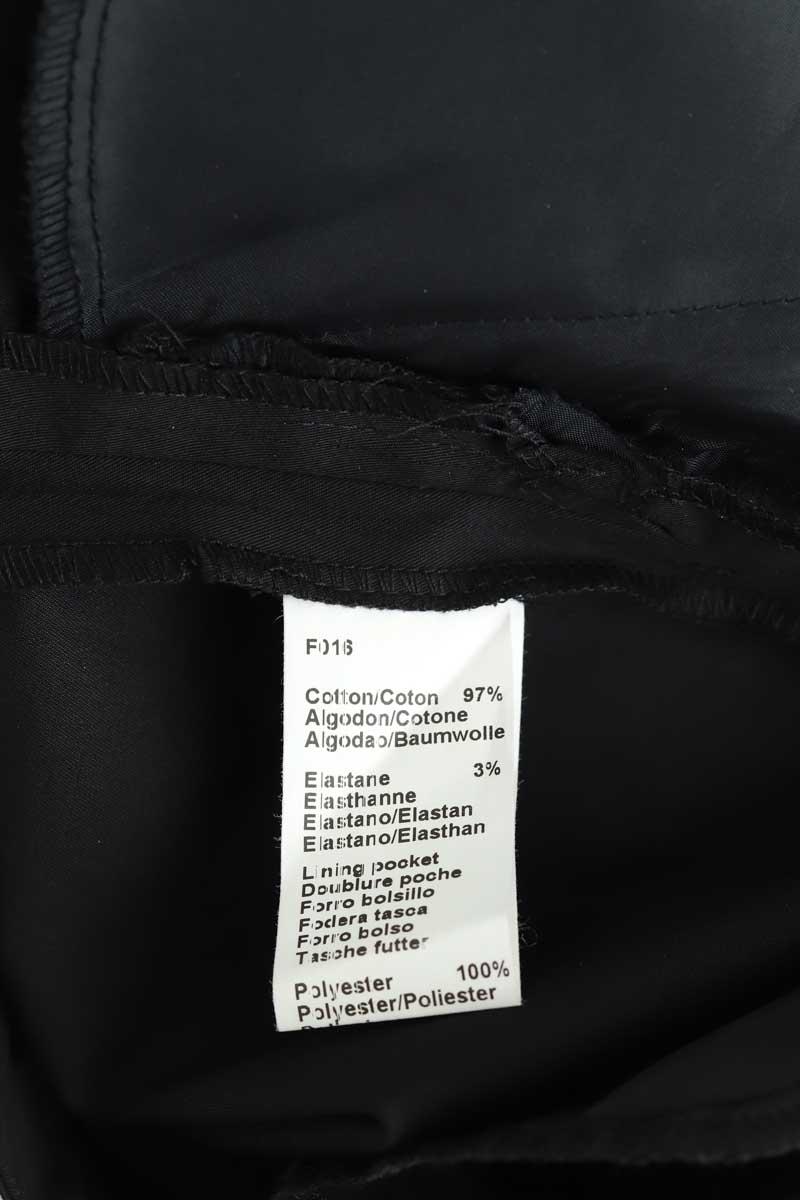 F016
Cotton/Coton 97%
Algodon/Cotone
Algodao/Baumwolle
Elastane 3%
Elasthanne
Elastano/Elastan
Elastano/Elasthan
Lining pocket
Doublure poche
Forro bolsillo
Fodera tasca
Forro bolso
Tasche futter
Polyester 100%
Polyester/Poliester